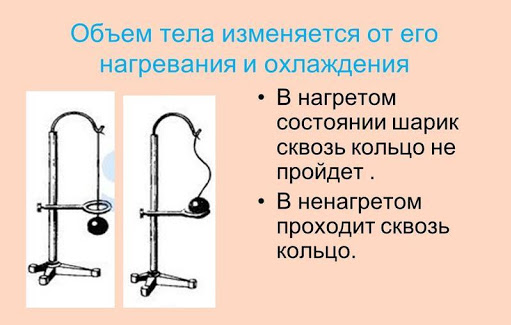 Объем тела изменяется от его
нагревания и охлаждения
• В нагретом
состоянии шарик
сквозь кольцо не
пройдет .
• В ненагретом
проходит сквозь
кольцо.